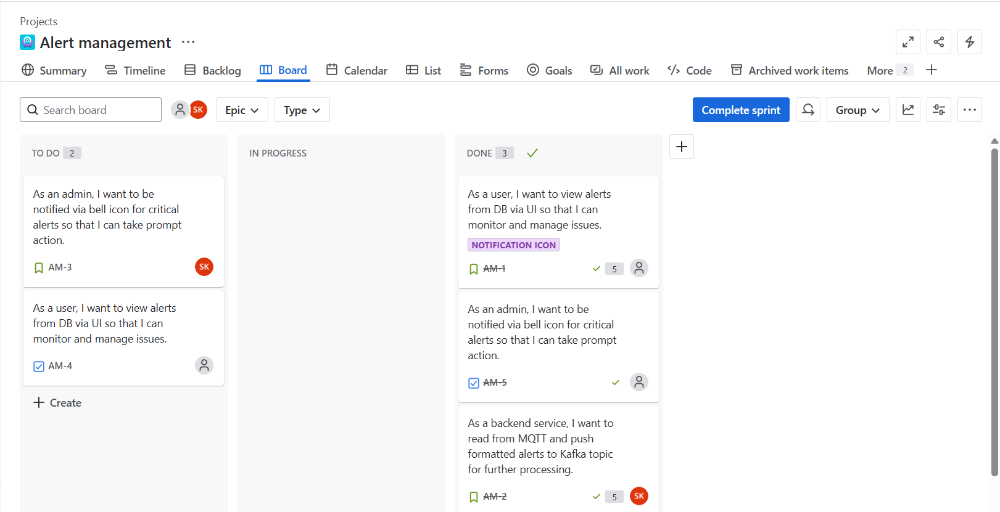 Projects
Alert management
Summary Timeline Backlog Board Calendar List Forms Goals All work Code Archived work items More 2
Search board SK Epic Type Complete sprint Group
TO DO 2
As an admin, I want to be
notified via bell icon for critical
alerts so that I can take prompt
action.
AM-3 SK
As a user, I want to view alerts
from DB via UI so that I can
monitor and manage issues.
AM-4
Create
IN PROGRESS
DONE 3
As a user, I want to view alerts
from DB via UI so that I can
monitor and manage issues.
NOTIFICATION ICON
AM-1 5
As an admin, I want to be
notified via bell icon for critical
alerts so that I can take prompt
action.
AM-5
As a backend service, I want to
read from MQTT and push
formatted alerts to Kafka topic
for further processing.
AM-2 5 SK